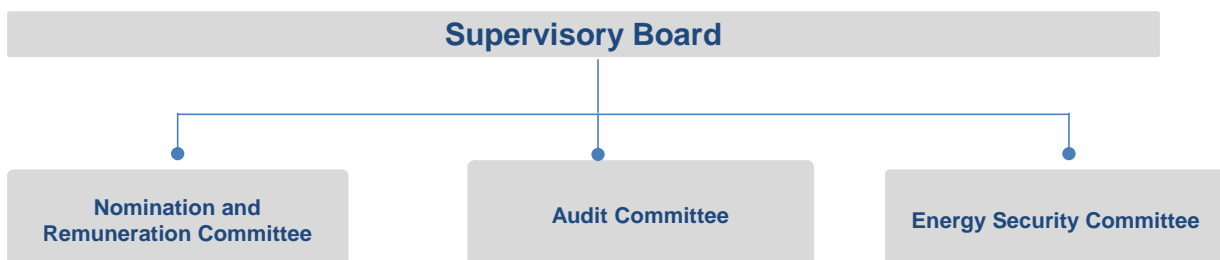 Supervisory Board
Nomination and
Remuneration Committee
Audit Committee
Energy Security Committee